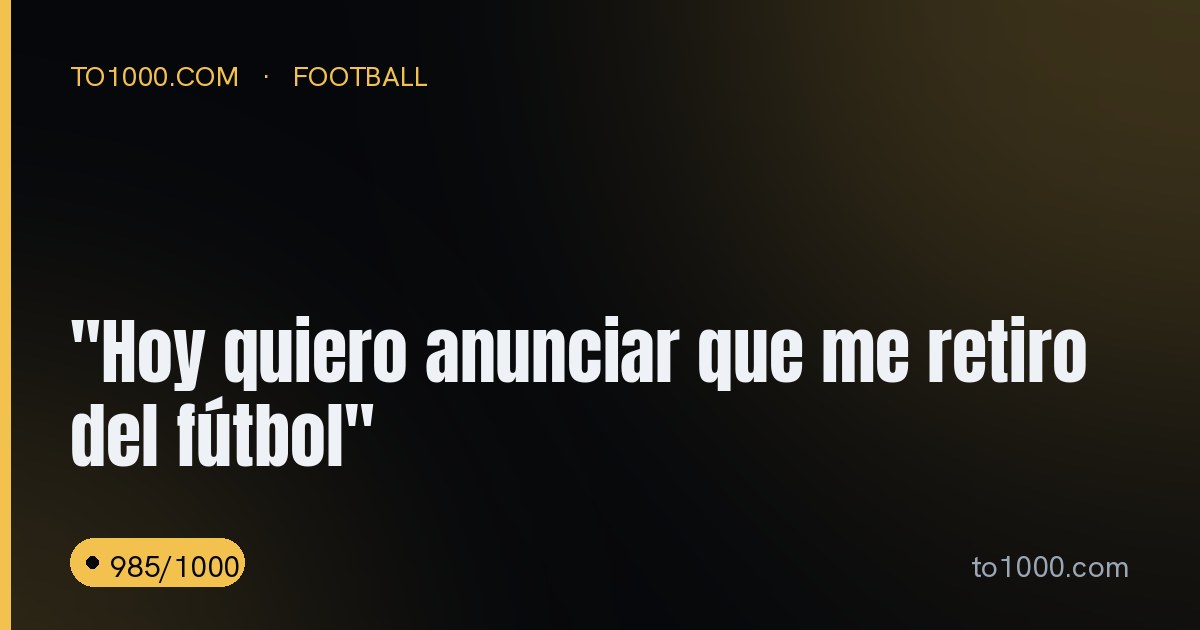 TO1000.COM · FOOTBALL
"Hoy quiero anunciar que me retiro
del fútbol"
985/1000
to1000.com